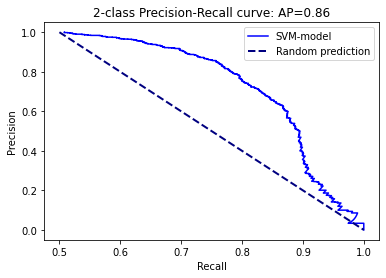 2-class Precision-Recall curve: AP=0.86
SVM-model
Random prediction
Precision
1.0
0.8
0.6
0.4
0.2
0.0
0.5 0.6 0.7 0.8 0.9 1.0
Recall